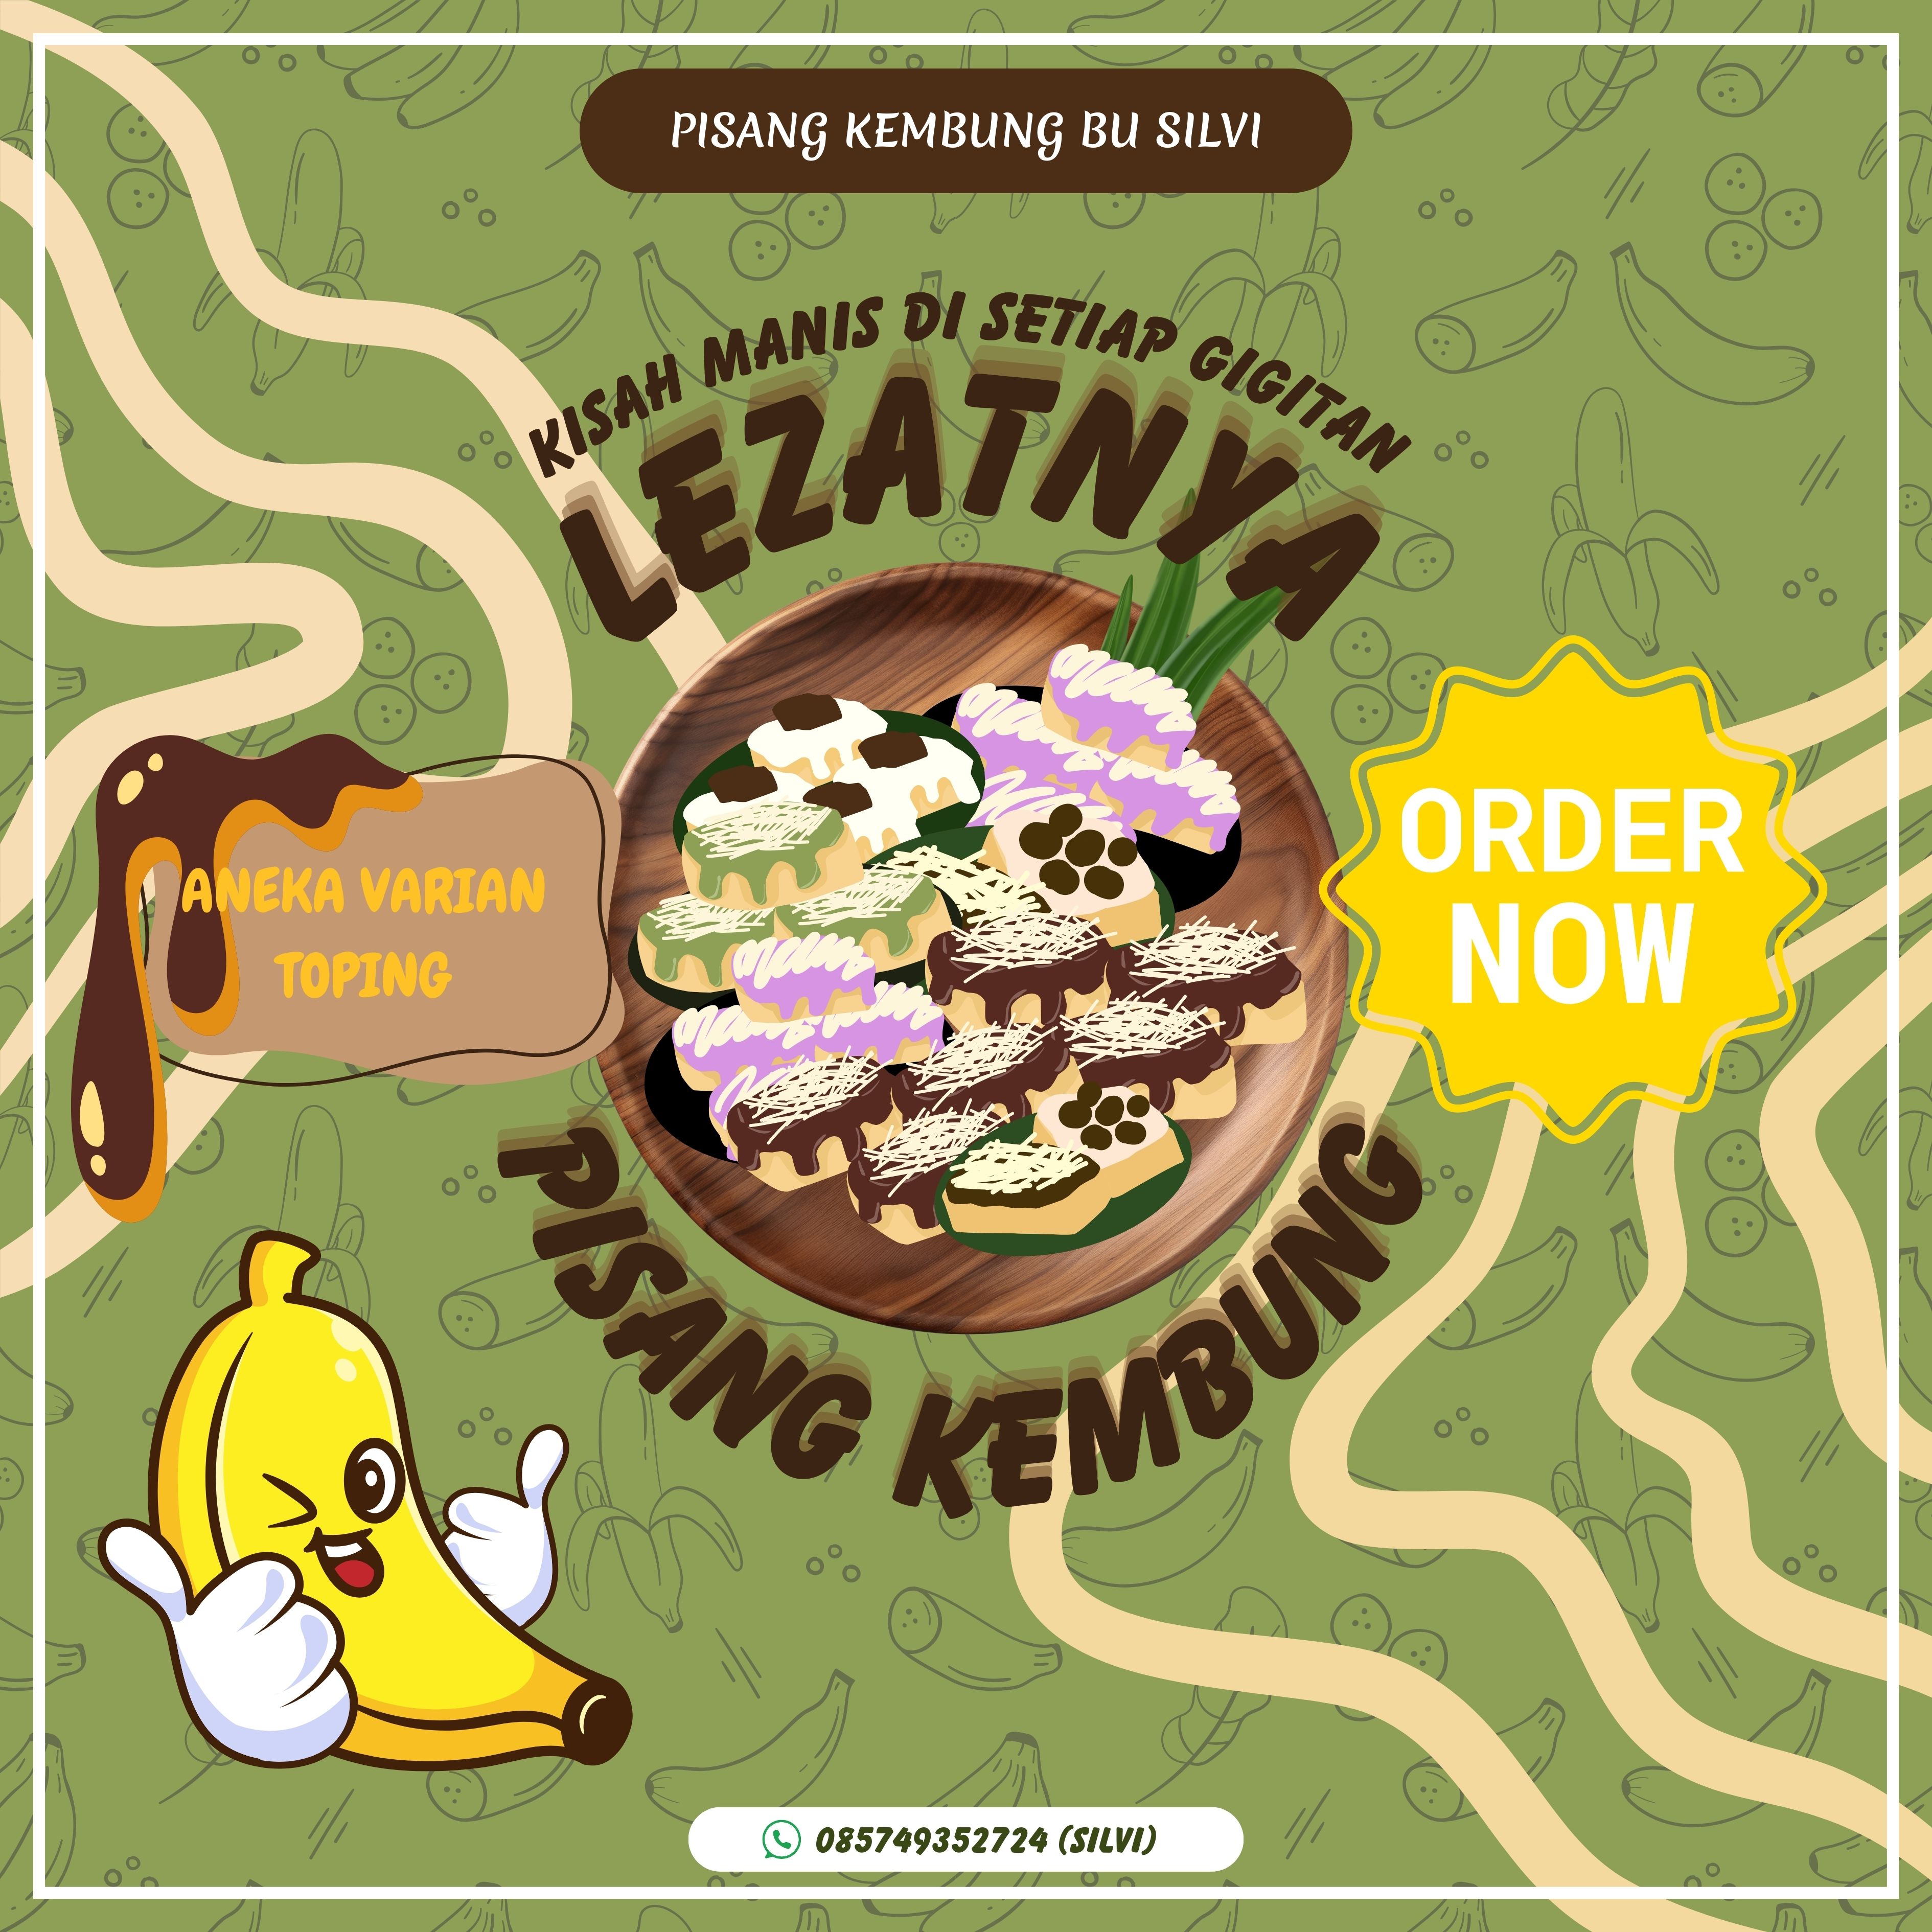 PISANG KEMBUNG BU SILVI
KISAH MANIS DI SETIAP GIGITAN
LEZATNYA
ANEKA VARIAN
TOPING
ORDER
NOW
PISANG KEMBUNG
085749352724 (SILVI)